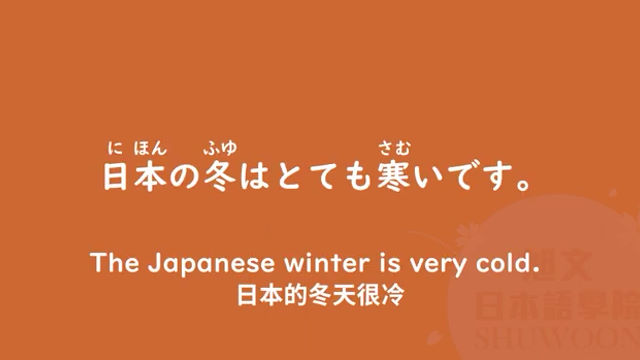 に ほん ふゆ さむ
日本の冬はとても寒いです。
The Japanese winter is very cold.
日本的冬天很冷
旭文
日本語學院
SHUWOON